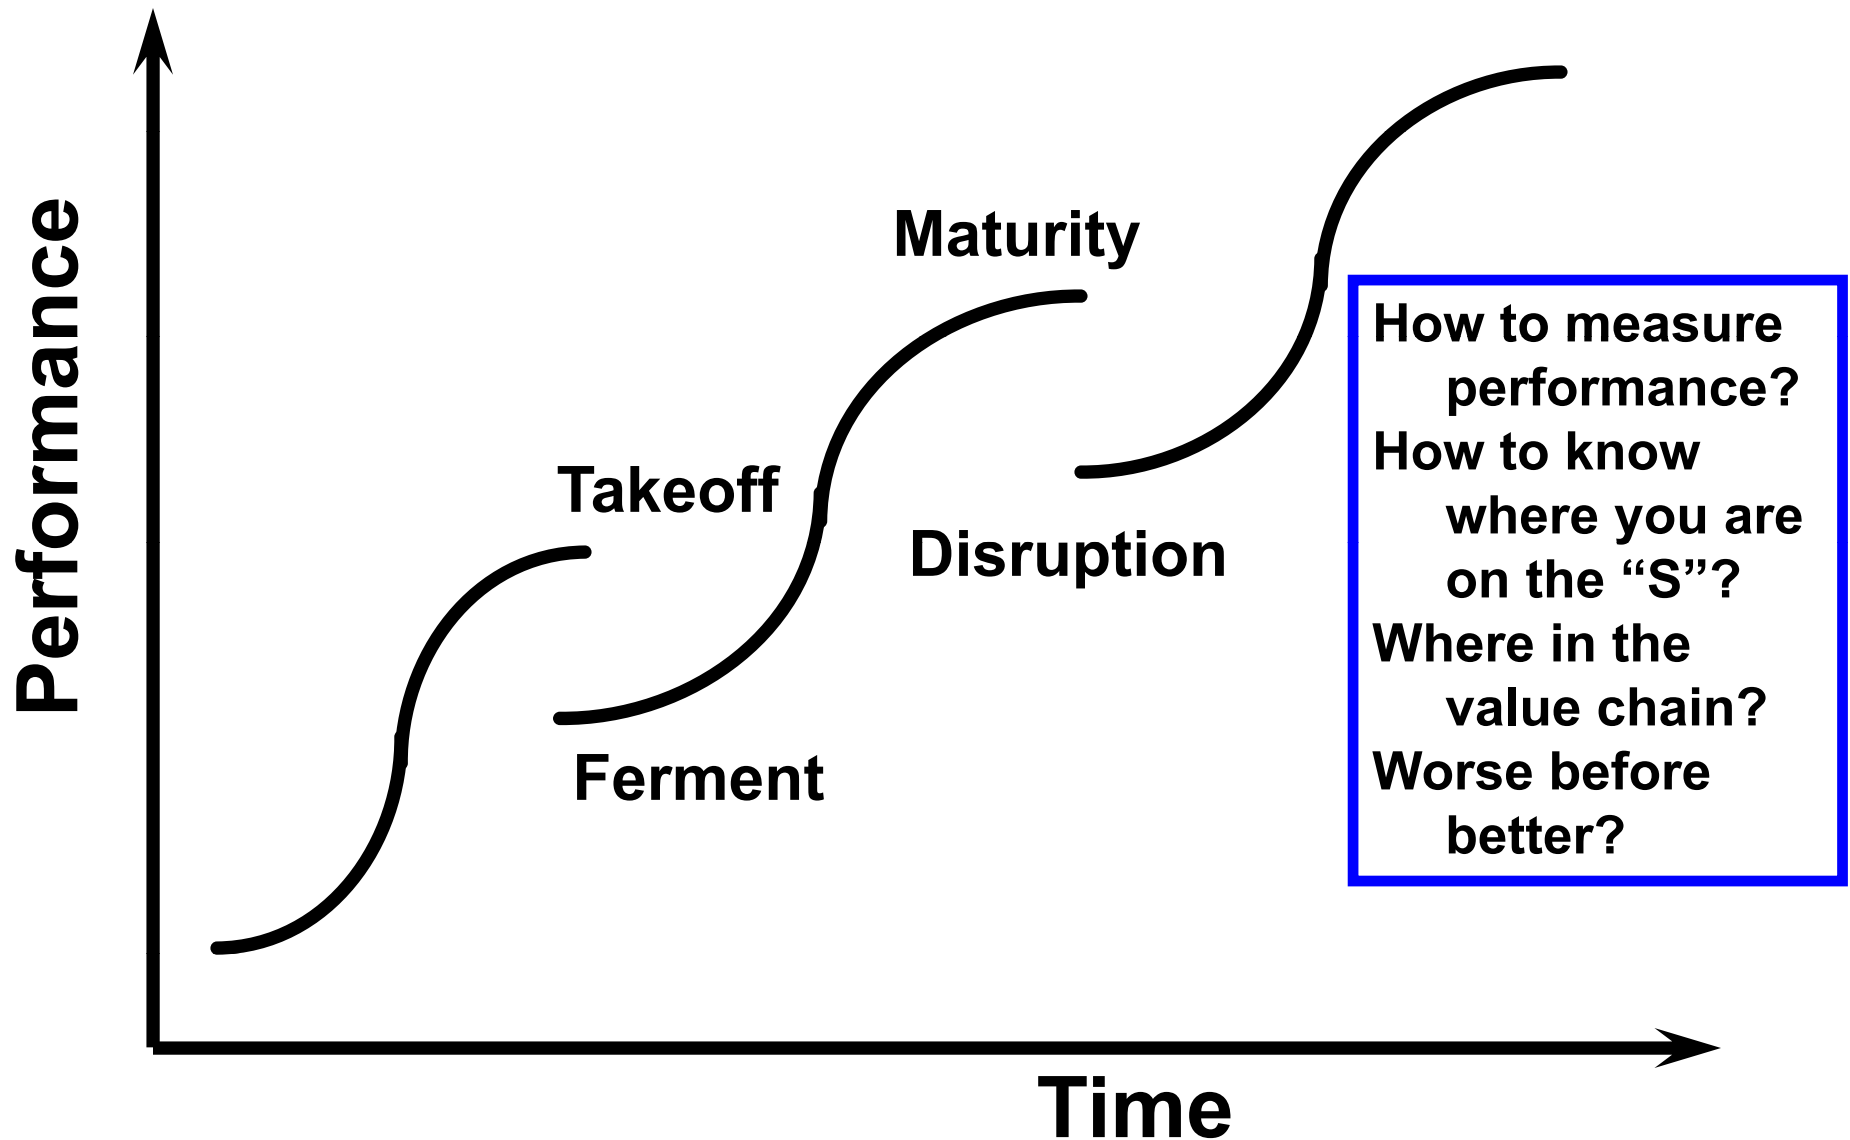 Performance
Maturity
Takeoff
Disruption
Ferment
How to measure
performance?
How to know
where you are
on the “S”?
Where in the
value chain?
Worse before
better?
Time